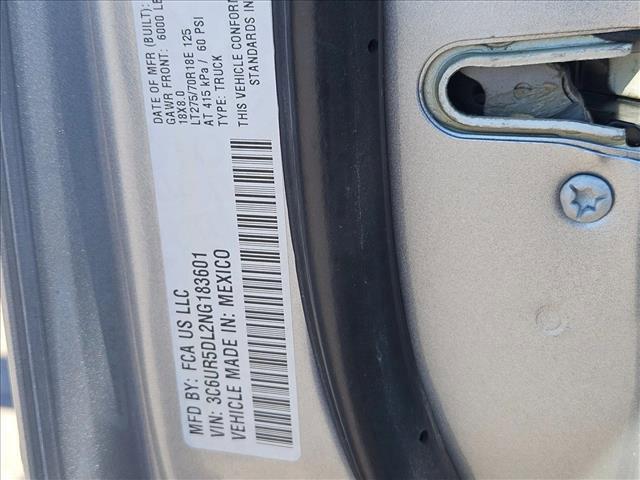 MFD BY: FCA US LLC
DATE OF MFR (BUILT):
GAWR FRONT: 6000 LB
18X8.0
LT275/70R18E 125
AT 415 kPa / 60 PSI
TYPE: TRUCK
THIS VEHICLE CONFORM
STANDARDS IN
VIN: 3C6UR5DL2NG183601
VEHICLE MADE IN: MEXICO